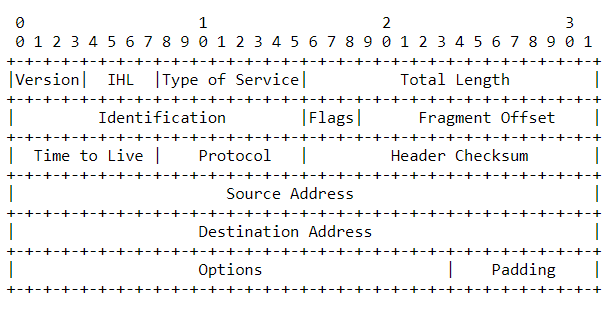 0                   1                   2                   3
 0 1 2 3 4 5 6 7 8 9 0 1 2 3 4 5 6 7 8 9 0 1 2 3 4 5 6 7 8 9 0 1
+-+-+-+-+-+-+-+-+-+-+-+-+-+-+-+-+-+-+-+-+-+-+-+-+-+-+-+-+-+-+-+-+
|Version|  IHL  |Type of Service|          Total Length         |
+-+-+-+-+-+-+-+-+-+-+-+-+-+-+-+-+-+-+-+-+-+-+-+-+-+-+-+-+-+-+-+-+
|         Identification        |Flags|      Fragment Offset    |
+-+-+-+-+-+-+-+-+-+-+-+-+-+-+-+-+-+-+-+-+-+-+-+-+-+-+-+-+-+-+-+-+
|  Time to Live |    Protocol   |         Header Checksum       |
+-+-+-+-+-+-+-+-+-+-+-+-+-+-+-+-+-+-+-+-+-+-+-+-+-+-+-+-+-+-+-+-+
|                       Source Address                          |
+-+-+-+-+-+-+-+-+-+-+-+-+-+-+-+-+-+-+-+-+-+-+-+-+-+-+-+-+-+-+-+-+
|                    Destination Address                        |
+-+-+-+-+-+-+-+-+-+-+-+-+-+-+-+-+-+-+-+-+-+-+-+-+-+-+-+-+-+-+-+-+
|                    Options                    |    Padding    |
+-+-+-+-+-+-+-+-+-+-+-+-+-+-+-+-+-+-+-+-+-+-+-+-+-+-+-+-+-+-+-+-+